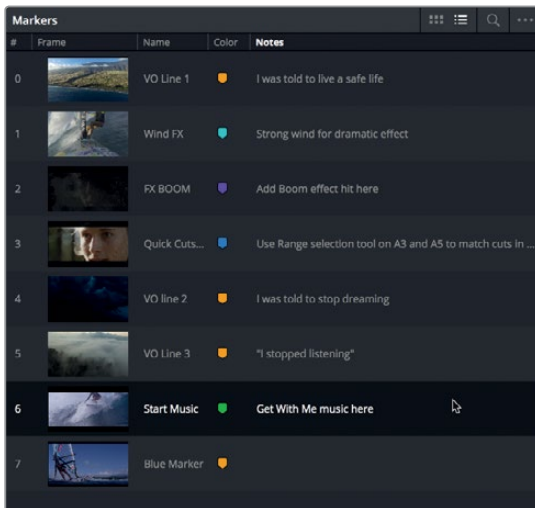 Markers
# Frame Name Color Notes
0 VO Line 1 I was told to live a safe life
1 Wind FX Strong wind for dramatic effect
2 FX BOOM Add Boom effect hit here
3 Quick Cuts... Use Range selection tool on A3 and A5 to match cuts in ...
4 VO line 2 I was told to stop dreaming
5 VO Line 3 "I stopped listening"
6 Start Music Get With Me music here
7 Blue Marker